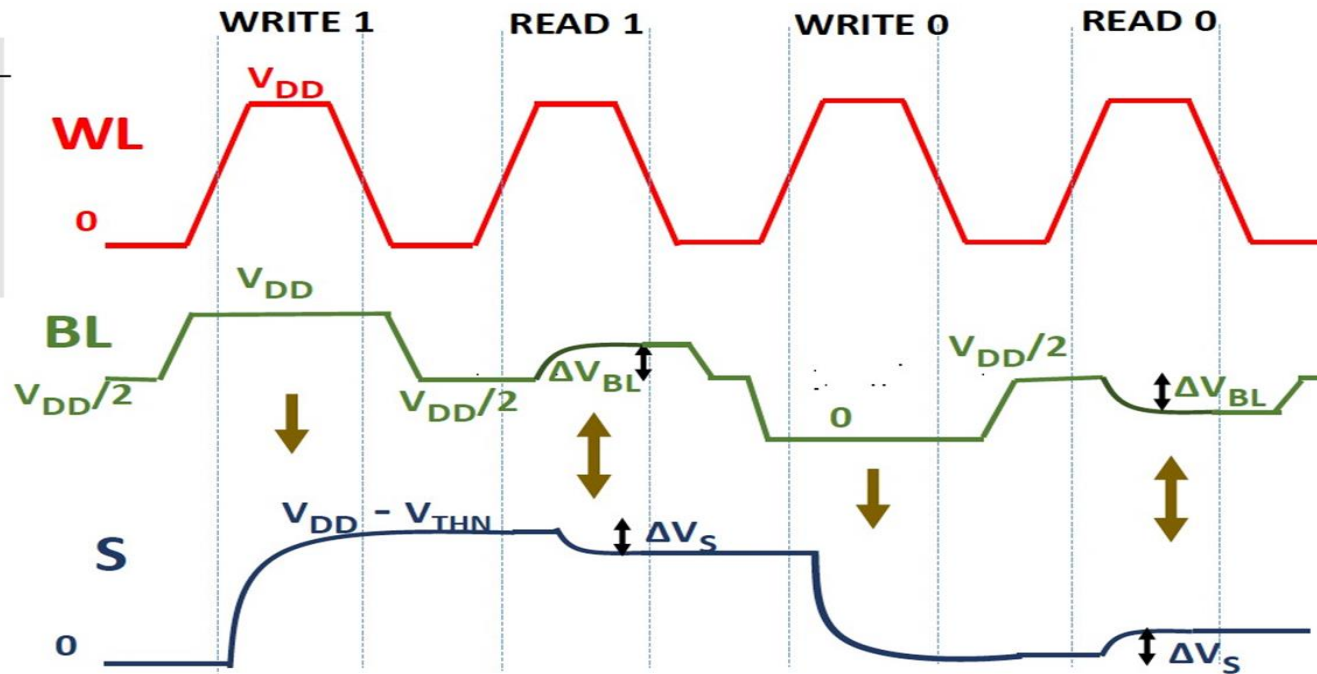 WRITE 1 READ 1 WRITE 0 READ 0
VDD
WL
0
VDD
BL
VDD/2
VDD/2
ΔVBL
VDD/2
ΔVBL
0
VDD - VTHN
ΔVS
S
0
ΔVS